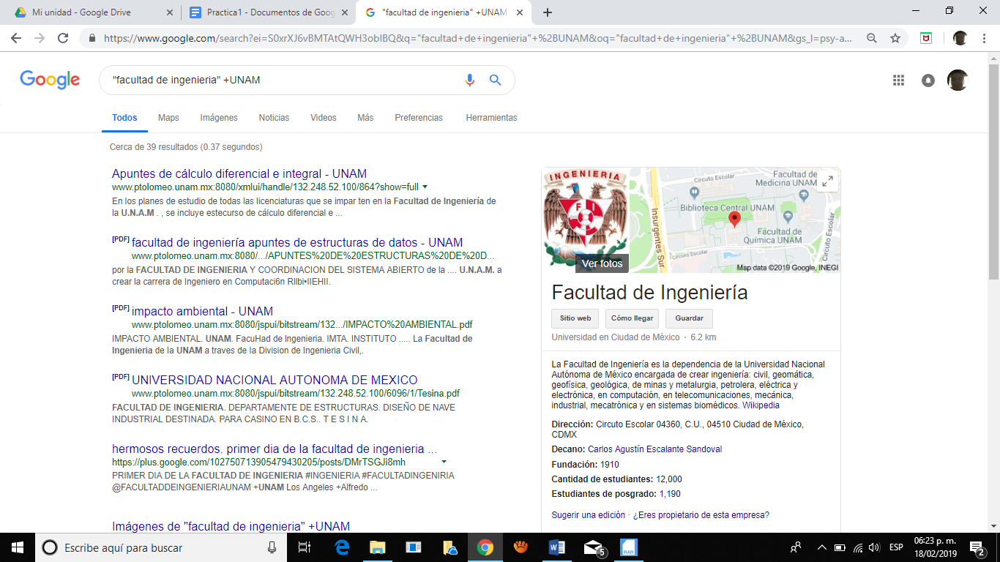 Mi unidad - Google Drive
Practica1 - Documentos de Goog
"facultad de ingenieria" +UNAM
https://www.google.com/search?ei=S0xrXJ6vBMTAtQWH3obIBQ&q="facultad+de+ingenieria"+%2BUNAM&oq="facultad+de+ingenieria"+%2BUNAM&gs_l=psy-a...
Google
"facultad de ingenieria" +UNAM
Todos Maps Imágenes Noticias Videos Más Preferencias Herramientas
Cerca de 39 resultados (0.37 segundos)
Apuntes de cálculo diferencial e integral - UNAM
www.ptolomeo.unam.mx:8080/xmlui/handle/132.248.52.100/864?show=full
En los planes de estudio de todas las licenciaturas que se impar ten en la Facultad de Ingeniería de
la U.N.A.M . , se incluye estecurso de cálculo diferencial e ...
[PDF] facultad de ingeniería apuntes de estructuras de datos - UNAM
www.ptolomeo.unam.mx:8080/.../APUNTES%20DE%20ESTRUCTURAS%20DE%20D...
por la FACULTAD DE INGENIERIA Y COORDINACION DEL SISTEMA ABIERTO de la .... U.N.A.M. a
crear la carrera de Ingeniero en Computaci6n RIlbi•IIEHII.
[PDF] impacto ambiental - UNAM
www.ptolomeo.unam.mx:8080/jspui/bitstream/132.../IMPACTO%20AMBIENTAL.pdf
IMPACTO AMBIENTAL. UNAM. FacuHad de Ingenieria. IMTA. INSTITUTO ..... La Facultad de
Ingenieria de la UNAM a traves de la Division de Ingenieria Civil,.
[PDF] UNIVERSIDAD NACIONAL AUTONOMA DE MEXICO
www.ptolomeo.unam.mx:8080/jspui/bitstream/132.248.52.100/6096/1/Tesina.pdf
FACULTAD DE INGENIERIA. DEPARTAMENTE DE ESTRUCTURAS. DISEÑO DE NAVE
INDUSTRIAL DESTINADA. PARA CASINO EN B.C.S.. T E S I N A.
hermosos recuerdos. primer dia de la facultad de ingenieria ...
https://plus.google.com/102750713905479430205/posts/DMrTSGJi8mh
PRIMER DIA DE LA FACULTAD DE INGENIERIA #INGENIERIA #FACULTADINGENIRIA
@FACULTADDEINGENIERIAUNAM +UNAM Los Angeles +Alfredo ...
Imágenes de "facultad de ingenieria" +UNAM
INGENIERIA
FI
Ver fotos
Circuito Escolar
Facultad de
Medicina UNAM
Biblioteca Central UNAM
Insurgentes Sur
Facultad de
Química UNAM
Circuito Escolar
Circuito Escolar
Map data ©2019 Google, INEGI
Facultad de Ingeniería
Sitio web Cómo llegar Guardar
Universidad en Ciudad de México · 6.2 km
La Facultad de Ingeniería es la dependencia de la Universidad Nacional
Autónoma de México encargada de crear ingeniería: civil, geomática,
geofísica, geológica, de minas y metalurgia, petrolera, eléctrica y
electrónica, en computación, en telecomunicaciones, mecánica,
industrial, mecatrónica y en sistemas biomédicos. Wikipedia
Dirección: Circuto Escolar 04360, C.U., 04510 Ciudad de México,
CDMX
Decano: Carlos Agustín Escalante Sandoval
Fundación: 1910
Cantidad de estudiantes: 12,000
Estudiantes de posgrado: 1,190
Sugerir una edición · ¿Eres propietario de esta empresa?
Escribe aquí para buscar
5
RAR
ESP
06:23 p. m.
18/02/2019
2